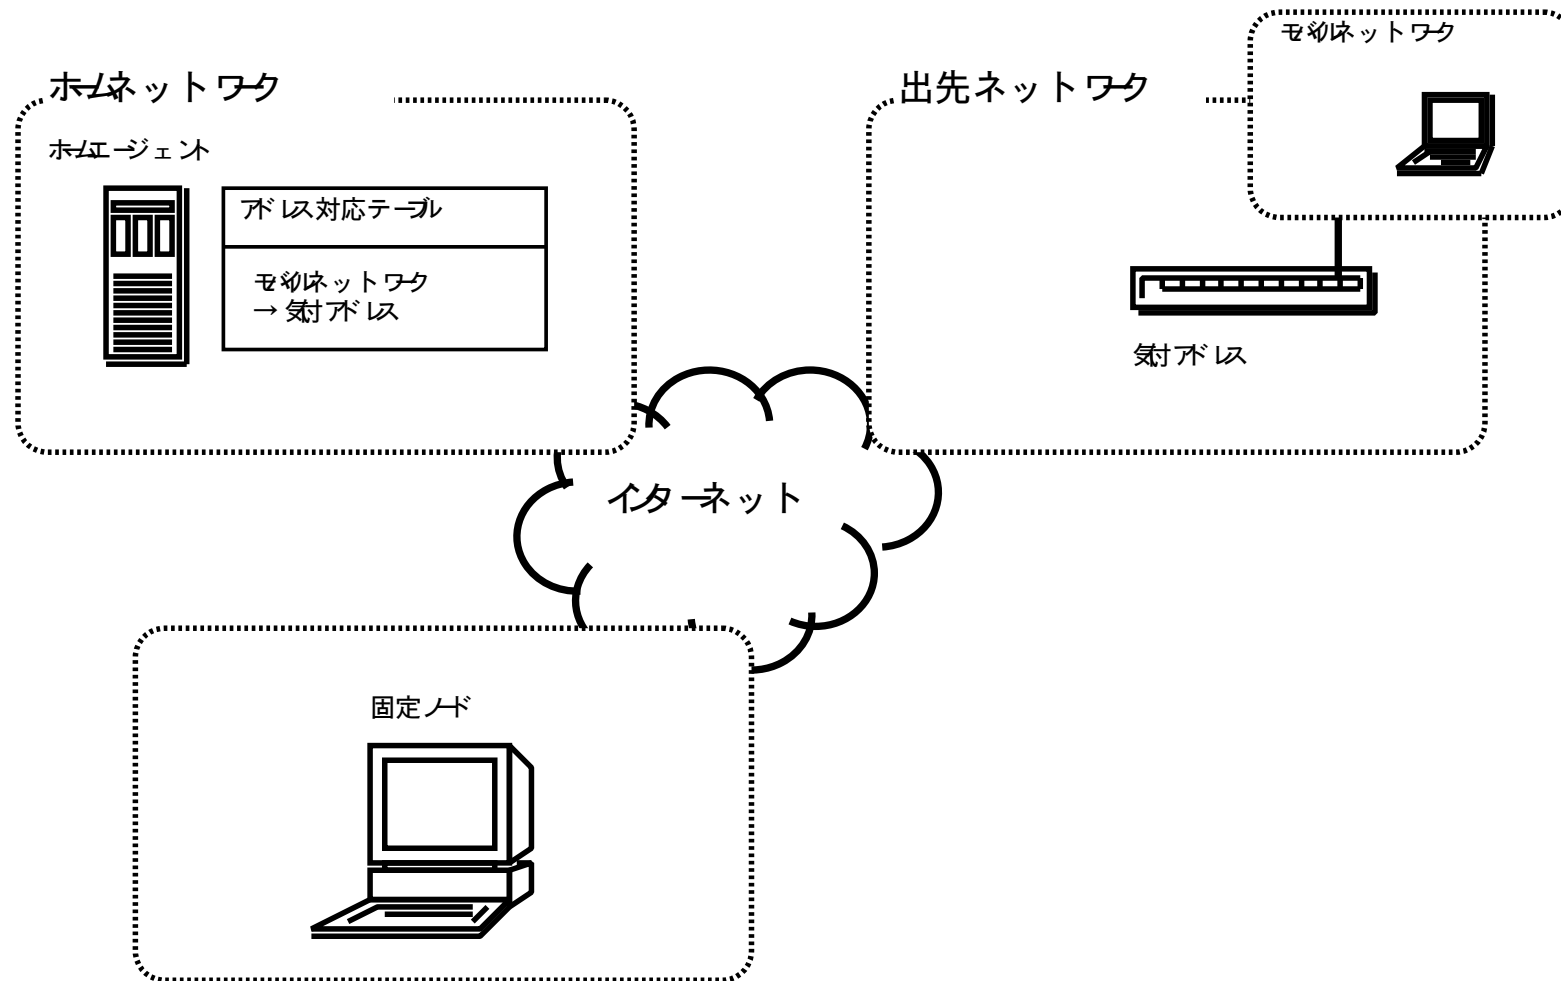 モバイルネットワーク
ホームネットワーク
出先ネットワーク
ホームエージェント
アドレス対応テーブル
モバイルネットワーク
→ 気付アドレス
気付アドレス
インターネット
固定ノード